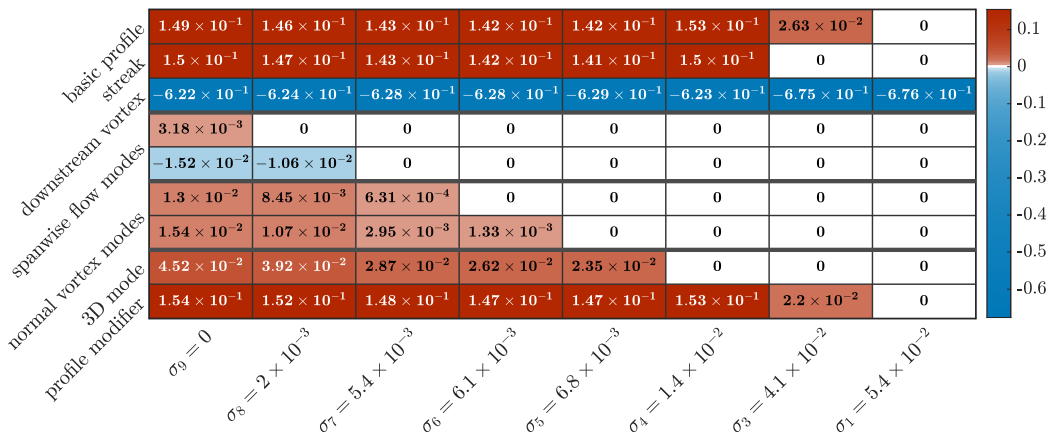 basic profile 1.49 × 10⁻¹ 1.46 × 10⁻¹ 1.43 × 10⁻¹ 1.42 × 10⁻¹ 1.42 × 10⁻¹ 1.53 × 10⁻¹ 2.63 × 10⁻² 0
streak 1.5 × 10⁻¹ 1.47 × 10⁻¹ 1.43 × 10⁻¹ 1.42 × 10⁻¹ 1.41 × 10⁻¹ 1.5 × 10⁻¹ 0 0
downstream vortex −6.22 × 10⁻¹ −6.24 × 10⁻¹ −6.28 × 10⁻¹ −6.28 × 10⁻¹ −6.29 × 10⁻¹ −6.23 × 10⁻¹ −6.75 × 10⁻¹ −6.76 × 10⁻¹
spanwise flow modes 3.18 × 10⁻³ 0 0 0 0 0 0 0
−1.52 × 10⁻² −1.06 × 10⁻² 0 0 0 0 0 0
normal vortex modes 1.3 × 10⁻² 8.45 × 10⁻³ 6.31 × 10⁻⁴ 0 0 0 0 0
1.54 × 10⁻² 1.07 × 10⁻² 2.95 × 10⁻³ 1.33 × 10⁻³ 0 0 0 0
3D mode 4.52 × 10⁻² 3.92 × 10⁻² 2.87 × 10⁻² 2.62 × 10⁻² 2.35 × 10⁻² 0 0 0
profile modifier 1.54 × 10⁻¹ 1.52 × 10⁻¹ 1.48 × 10⁻¹ 1.47 × 10⁻¹ 1.47 × 10⁻¹ 1.53 × 10⁻¹ 2.2 × 10⁻² 0
σ₉ = 0
σ₈ = 2 × 10⁻³
σ₇ = 5.4 × 10⁻³
σ₆ = 6.1 × 10⁻³
σ₅ = 6.8 × 10⁻³
σ₄ = 1.4 × 10⁻²
σ₃ = 4.1 × 10⁻²
σ₁ = 5.4 × 10⁻²
0.1
0
-0.1
-0.2
-0.3
-0.4
-0.5
-0.6